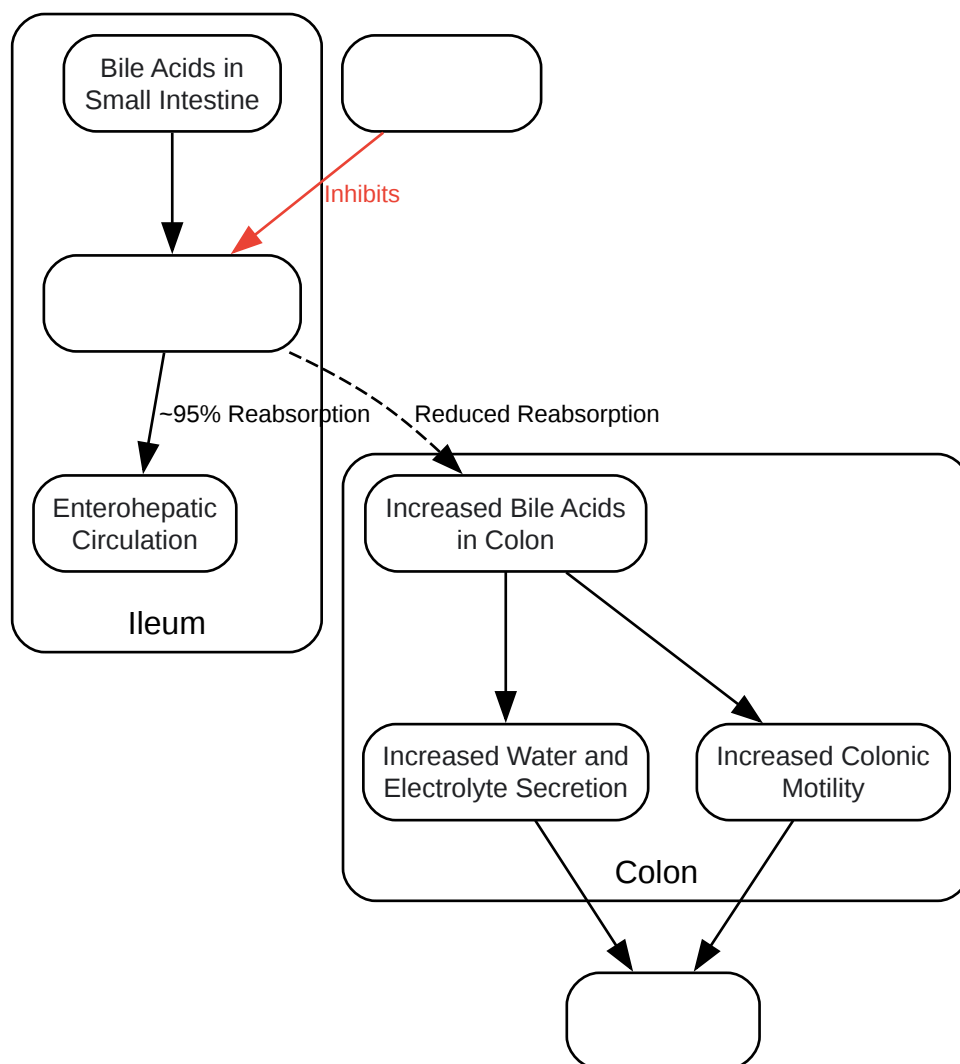 Bile Acids in
Small Intestine
Inhibits
~95% Reabsorption
Reduced Reabsorption
Enterohepatic
Circulation
Increased Bile Acids
in Colon
Ileum
Increased Water and
Electrolyte Secretion
Increased Colonic
Motility
Colon